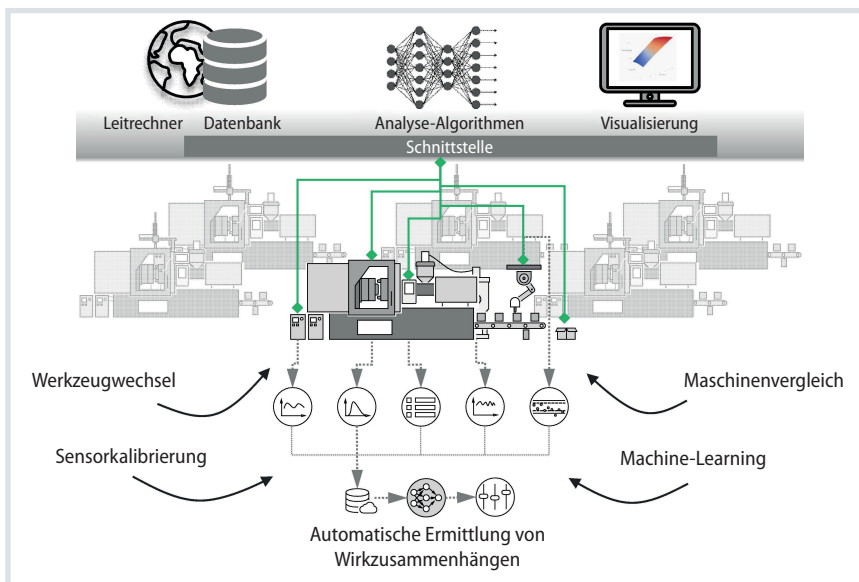 Leitrechner Datenbank Analyse-Algorithmen Visualisierung
Schnittstelle
Werkzeugwechsel Maschinenvergleich
Sensorkalibrierung Machine-Learning
Automatische Ermittlung von
Wirkzusammenhängen